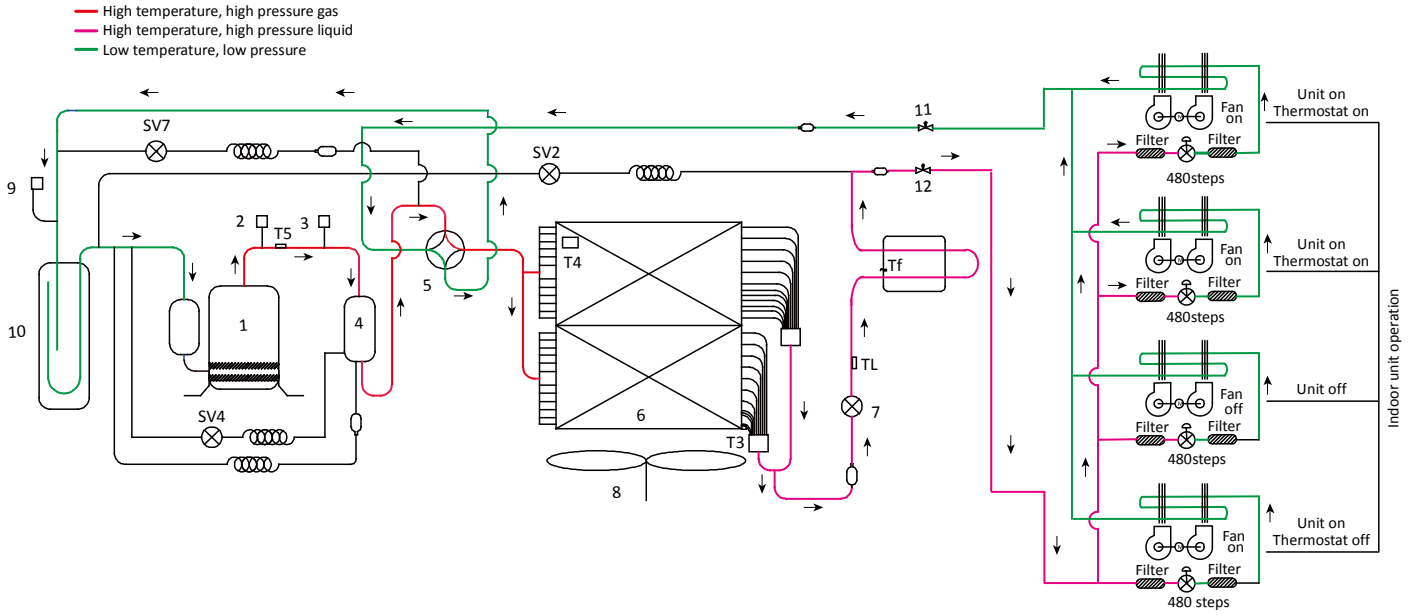 High temperature, high pressure gas
High temperature, high pressure liquid
Low temperature, low pressure
11
SV7
SV2
12
9
2
T5
3
T4
5
Tf
10
1
4
TL
SV4
6
7
T3
8
Fan
on
Unit on
Thermostat on
M
Filter
Filter
480steps
Fan
on
Unit on
Thermostat on
M
Filter
Filter
480steps
Fan
off
Unit off
M
Filter
Filter
480steps
Fan
on
Unit on
Thermostat off
M
Filter
Filter
480 steps
Indoor unit operation